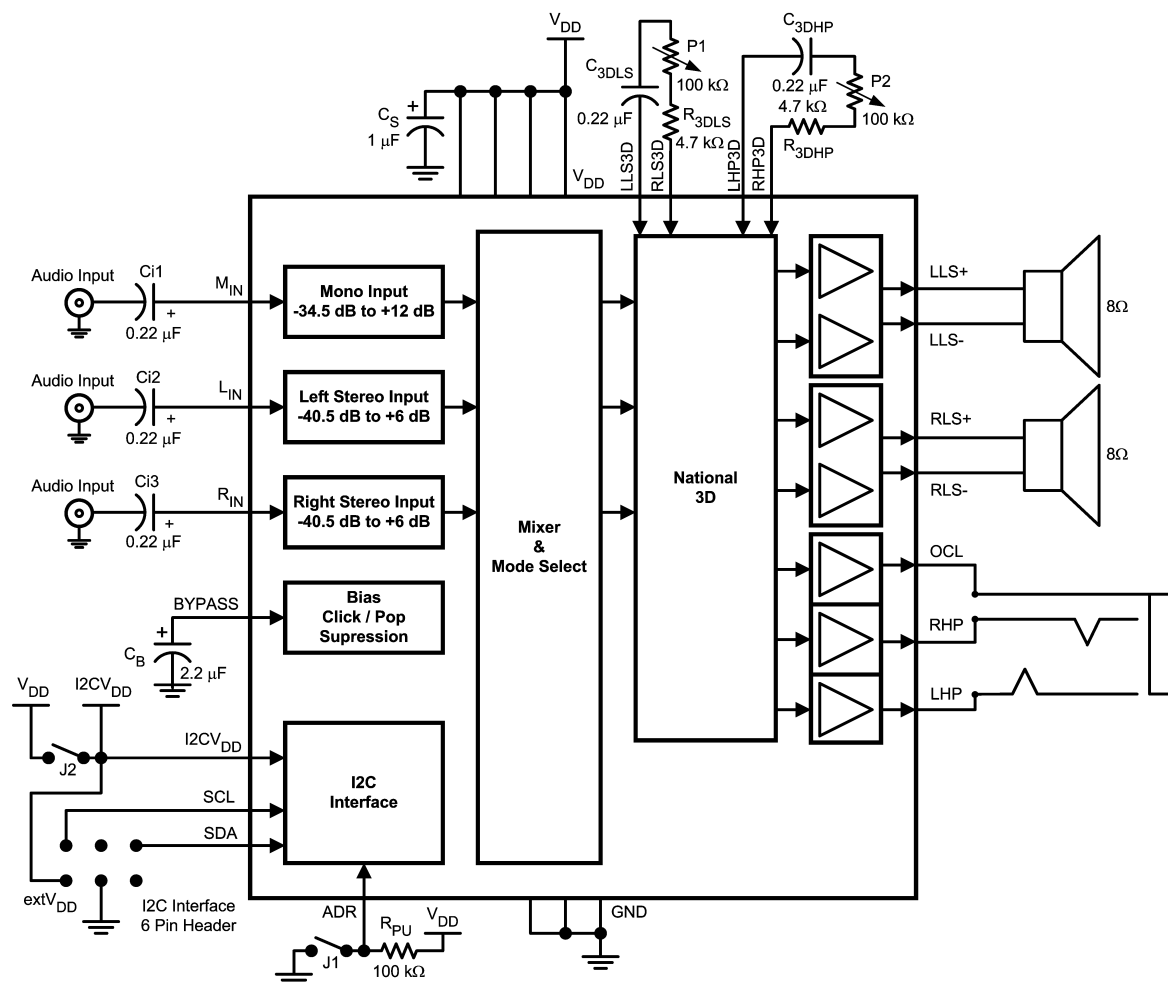 VDD
CS
+
1 µF
VDD
C3DLS
0.22 µF
P1
100 kΩ
R3DLS
4.7 kΩ
LLS3D
RLS3D
C3DHP
0.22 µF
4.7 kΩ
P2
100 kΩ
R3DHP
LHP3D
RHP3D
Audio Input
Ci1
+
0.22 µF
MIN
Mono Input
-34.5 dB to +12 dB
Audio Input
Ci2
+
0.22 µF
LIN
Left Stereo Input
-40.5 dB to +6 dB
Audio Input
Ci3
+
0.22 µF
RIN
Right Stereo Input
-40.5 dB to +6 dB
BYPASS
+
CB
2.2 µF
Bias
Click / Pop
Supression
Mixer
&
Mode Select
National
3D
LLS+
LLS-
8Ω
RLS+
RLS-
8Ω
OCL
RHP
LHP
VDD
I2CVDD
J2
I2CVDD
SCL
SDA
I2C
Interface
extVDD
I2C Interface
6 Pin Header
ADR
J1
RPU
100 kΩ
VDD
GND